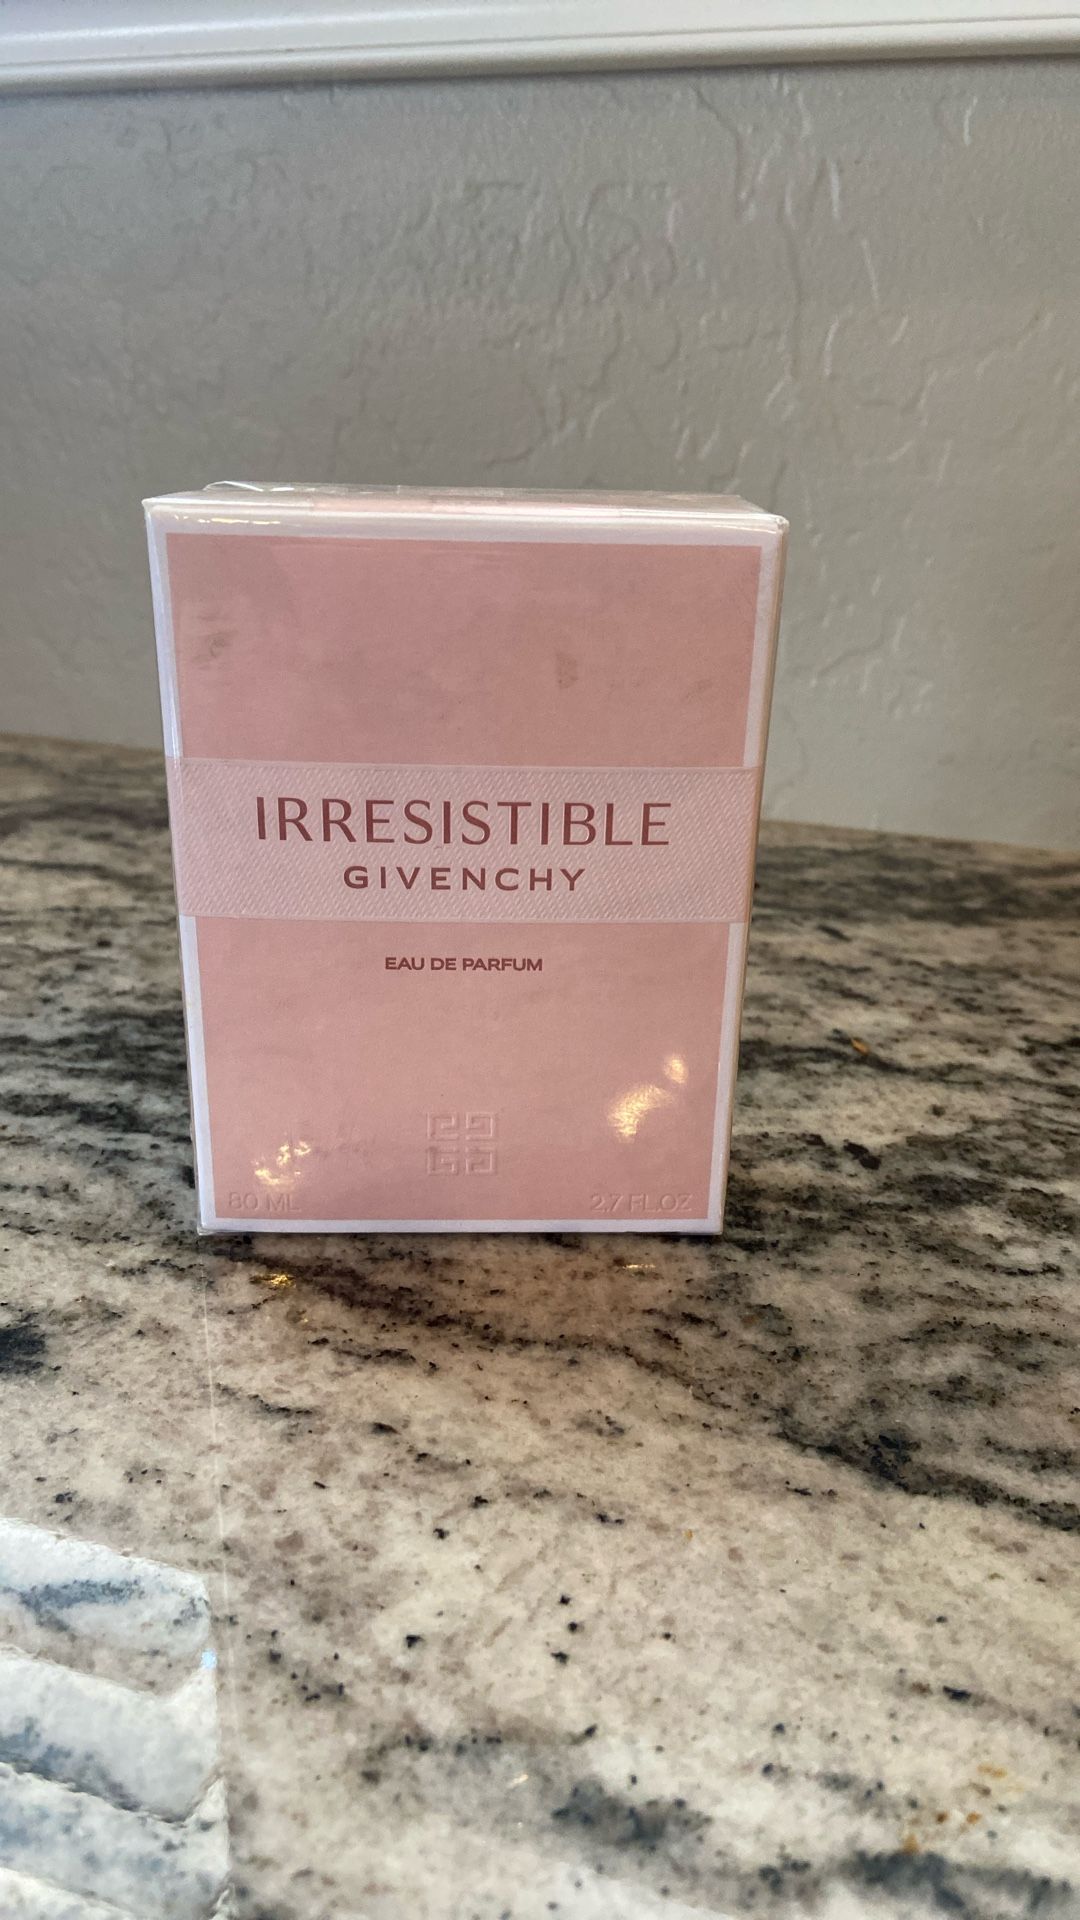 IRRESISTIBLE
GIVENCHY
EAU DE PARFUM
80 ML 2.7 FL.OZ